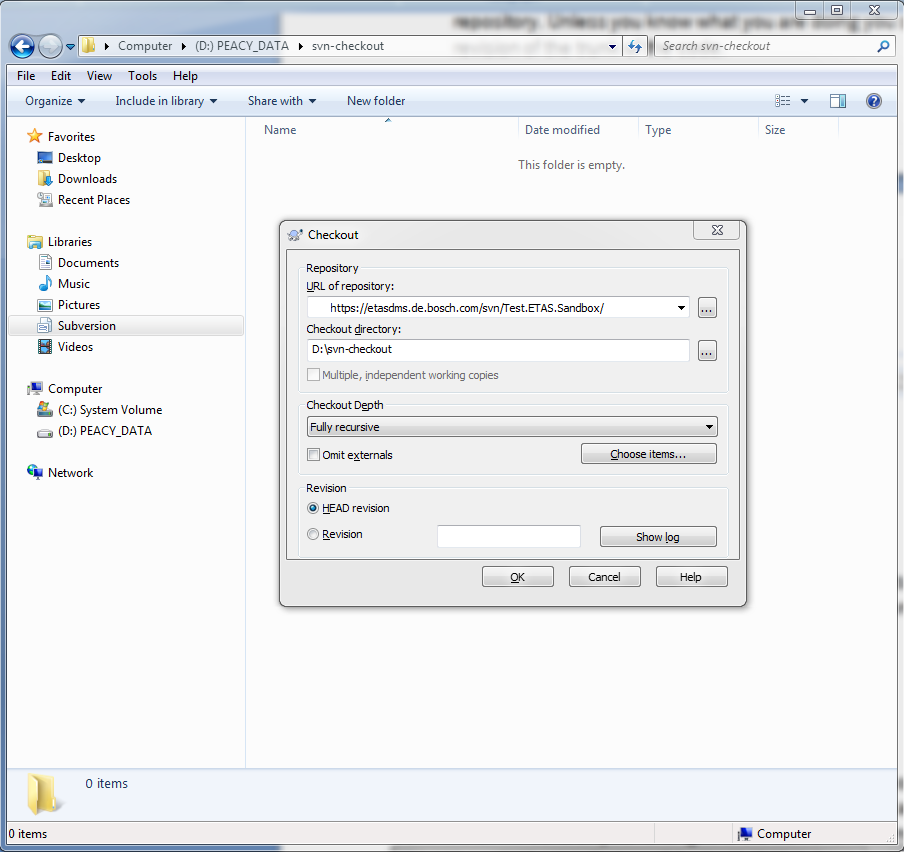 repository. Unless you know what you are doing you
revision of the
Computer (D:) PEACY_DATA svn-checkout
Search svn-checkout
File Edit View Tools Help
Organize Include in library Share with New folder
Name Date modified Type Size
This folder is empty.
Favorites
Desktop
Downloads
Recent Places
Libraries
Documents
Music
Pictures
Subversion
Videos
Computer
(C:) System Volume
(D:) PEACY_DATA
Network
Checkout
Repository
URL of repository:
https://etasdms.de.bosch.com/svn/Test.ETAS.Sandbox/
...
Checkout directory:
D:\svn-checkout
...
Multiple, independent working copies
Checkout Depth
Fully recursive
Omit externals
Choose items...
Revision
HEAD revision
Revision
Show log
OK Cancel Help
0 items
0 items
Computer